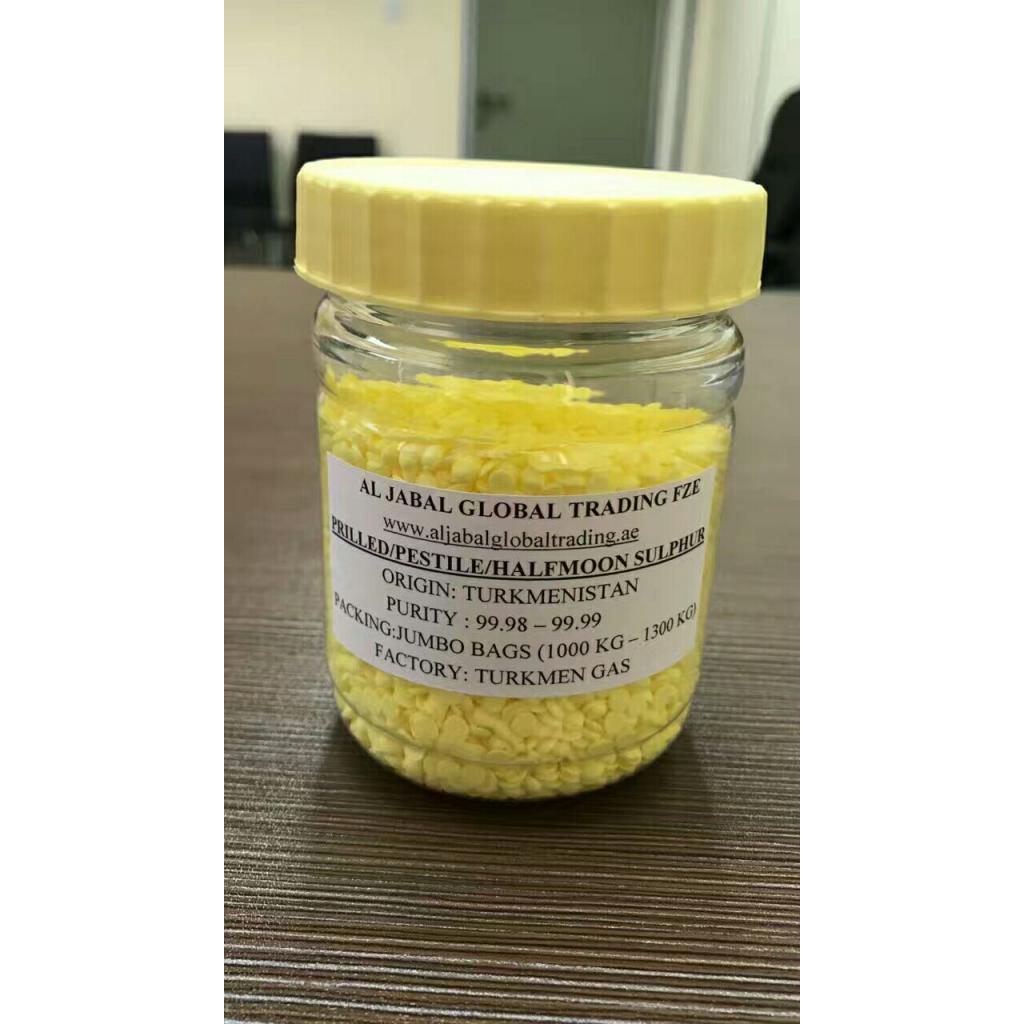 AL JABAL GLOBAL TRADING FZE
www.aljabalglobaltrading.ae
PRILLED/PESTILE/HALFMOON SULPHUR
ORIGIN: TURKMENISTAN
PURITY : 99.98 – 99.99
PACKING:JUMBO BAGS (1000 KG – 1300 KG)
FACTORY: TURKMEN GAS